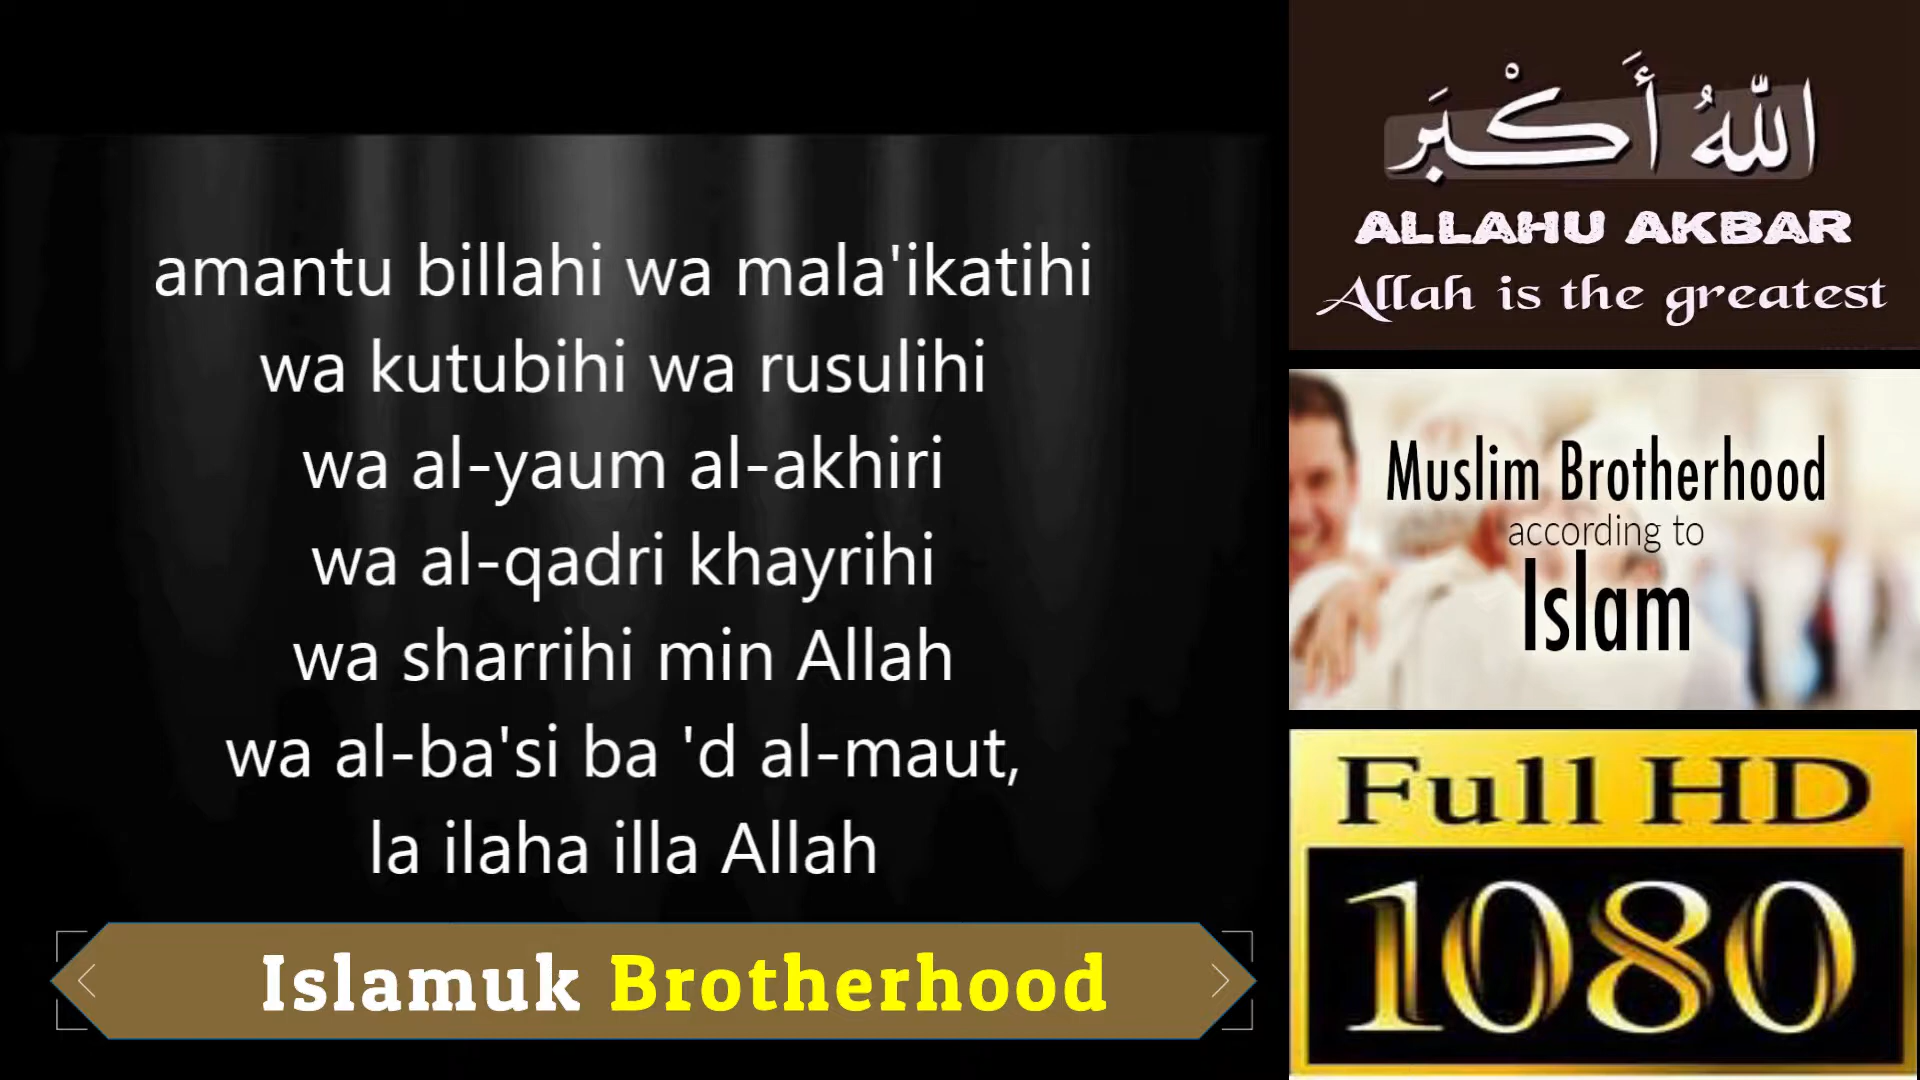 amantu billahi wa mala'ikatihi
wa kutubihi wa rusulihi
wa al-yaum al-akhiri
wa al-qadri khayrihi
wa sharrihi min Allah
wa al-ba'si ba 'd al-maut,
la ilaha illa Allah
Islamuk Brotherhood
اللهُ أَكْبَر
ALLAHU AKBAR
Allah is the greatest
Muslim Brotherhood
according to
Islam
Full HD
1080